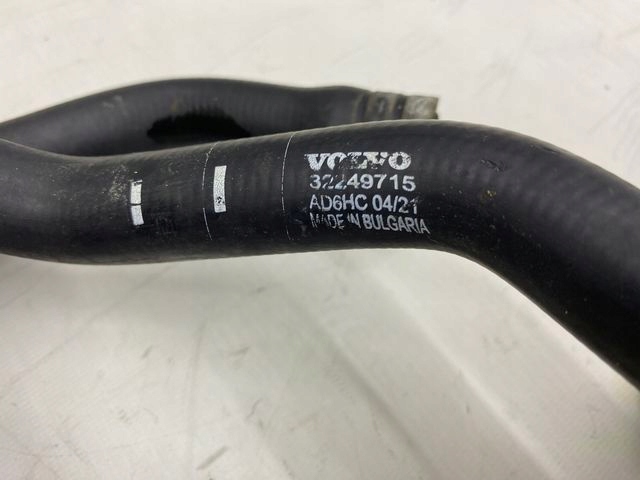 VOLVO
32249715
AD6HC 04/21
MADE IN BULGARIA